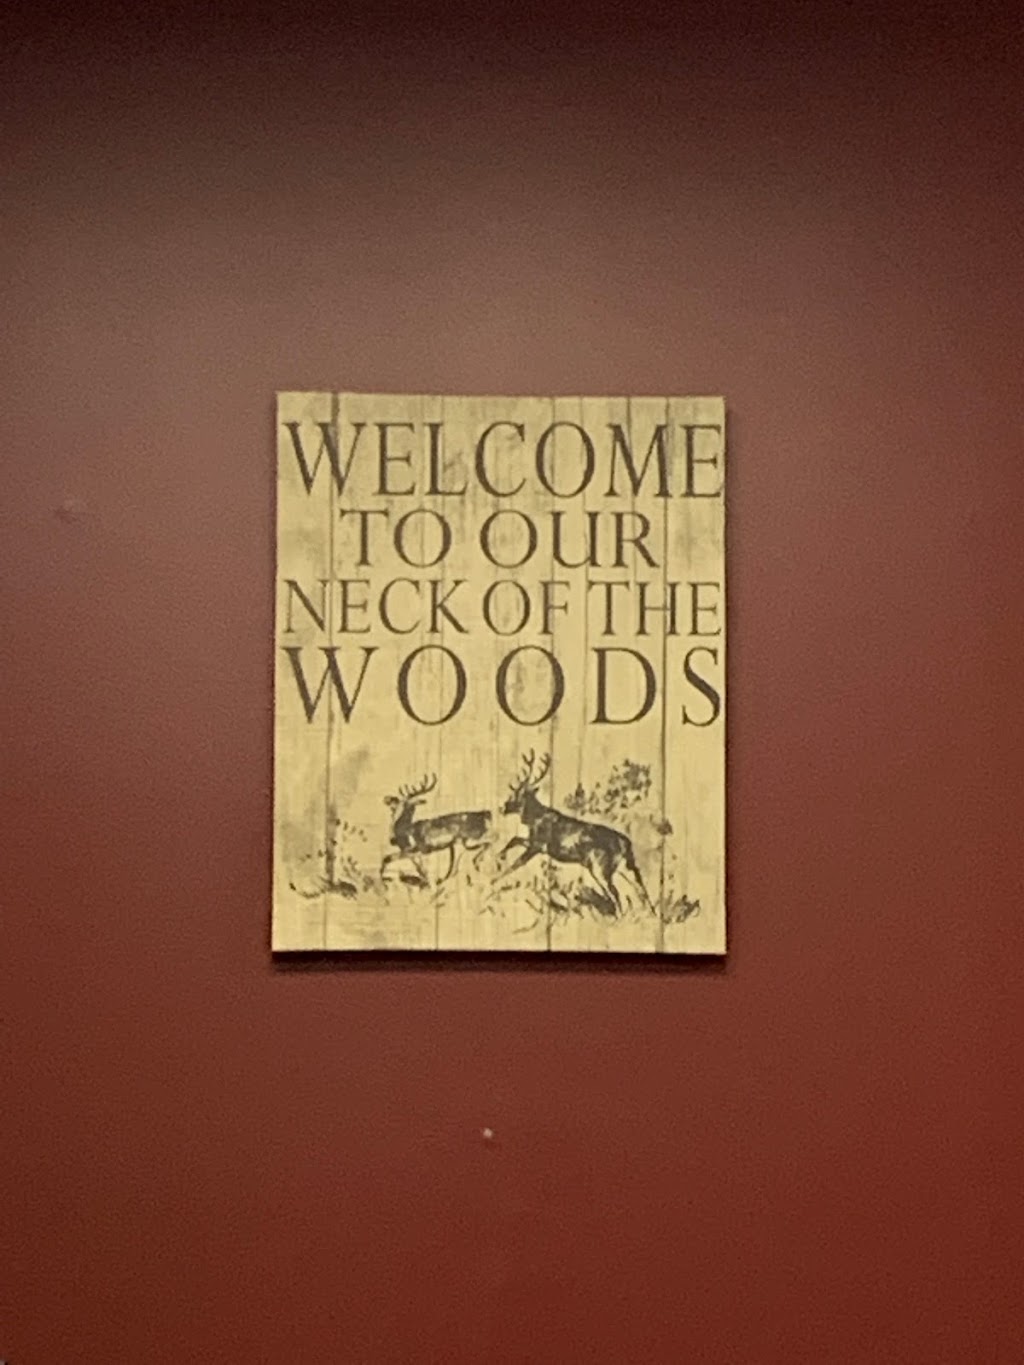 WELCOME
TO OUR
NECK OF THE
WOODS